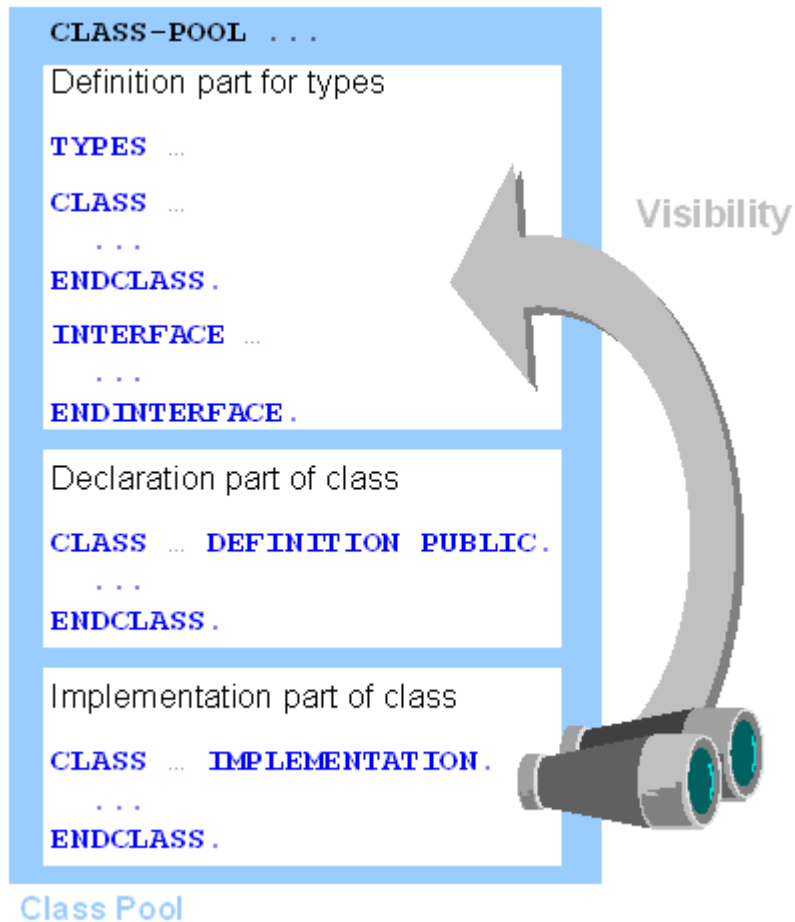 CLASS-POOL ...
Definition part for types
TYPES ...
CLASS ...
...
ENDCLASS.
INTERFACE ...
...
ENDINTERFACE.
Visibility
Declaration part of class
CLASS ... DEFINITION PUBLIC.
...
ENDCLASS.
Implementation part of class
CLASS ... IMPLEMENTATION.
...
ENDCLASS.
Class Pool